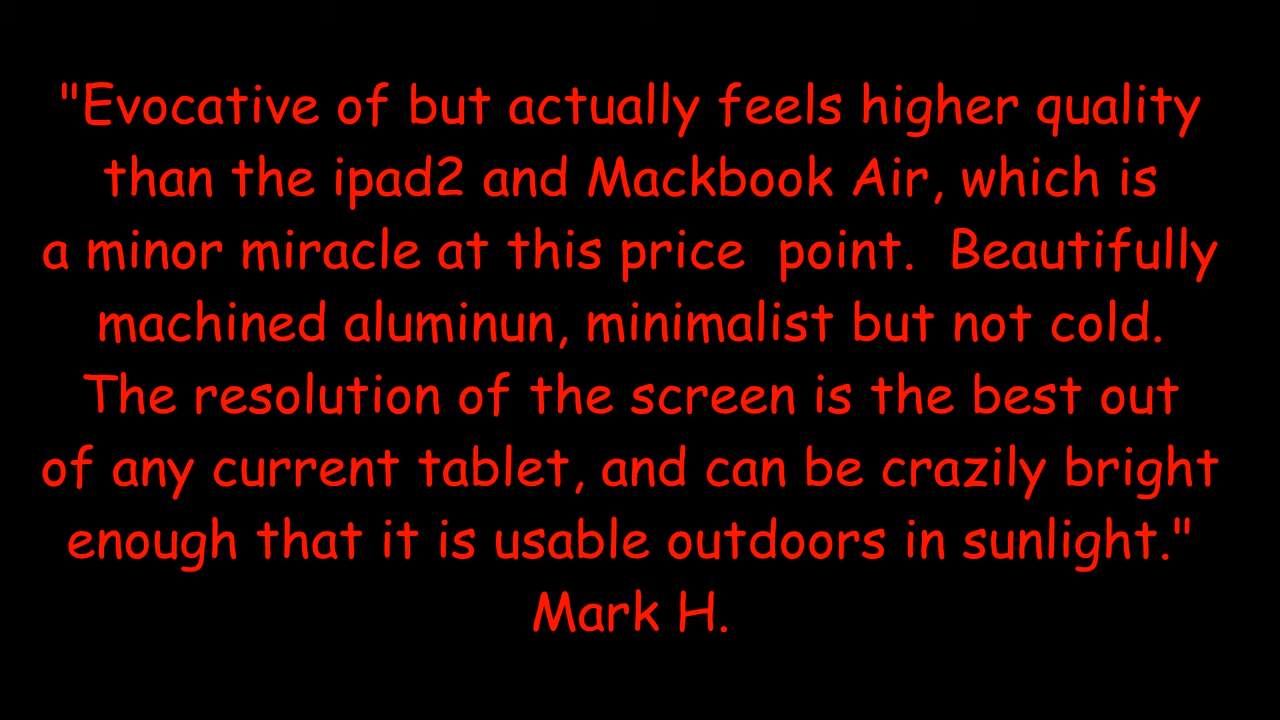 "Evocative of but actually feels higher quality
than the ipad2 and Mackbook Air, which is
a minor miracle at this price  point.  Beautifully
machined aluminun, minimalist but not cold.
The resolution of the screen is the best out
of any current tablet, and can be crazily bright
enough that it is usable outdoors in sunlight."
Mark H.